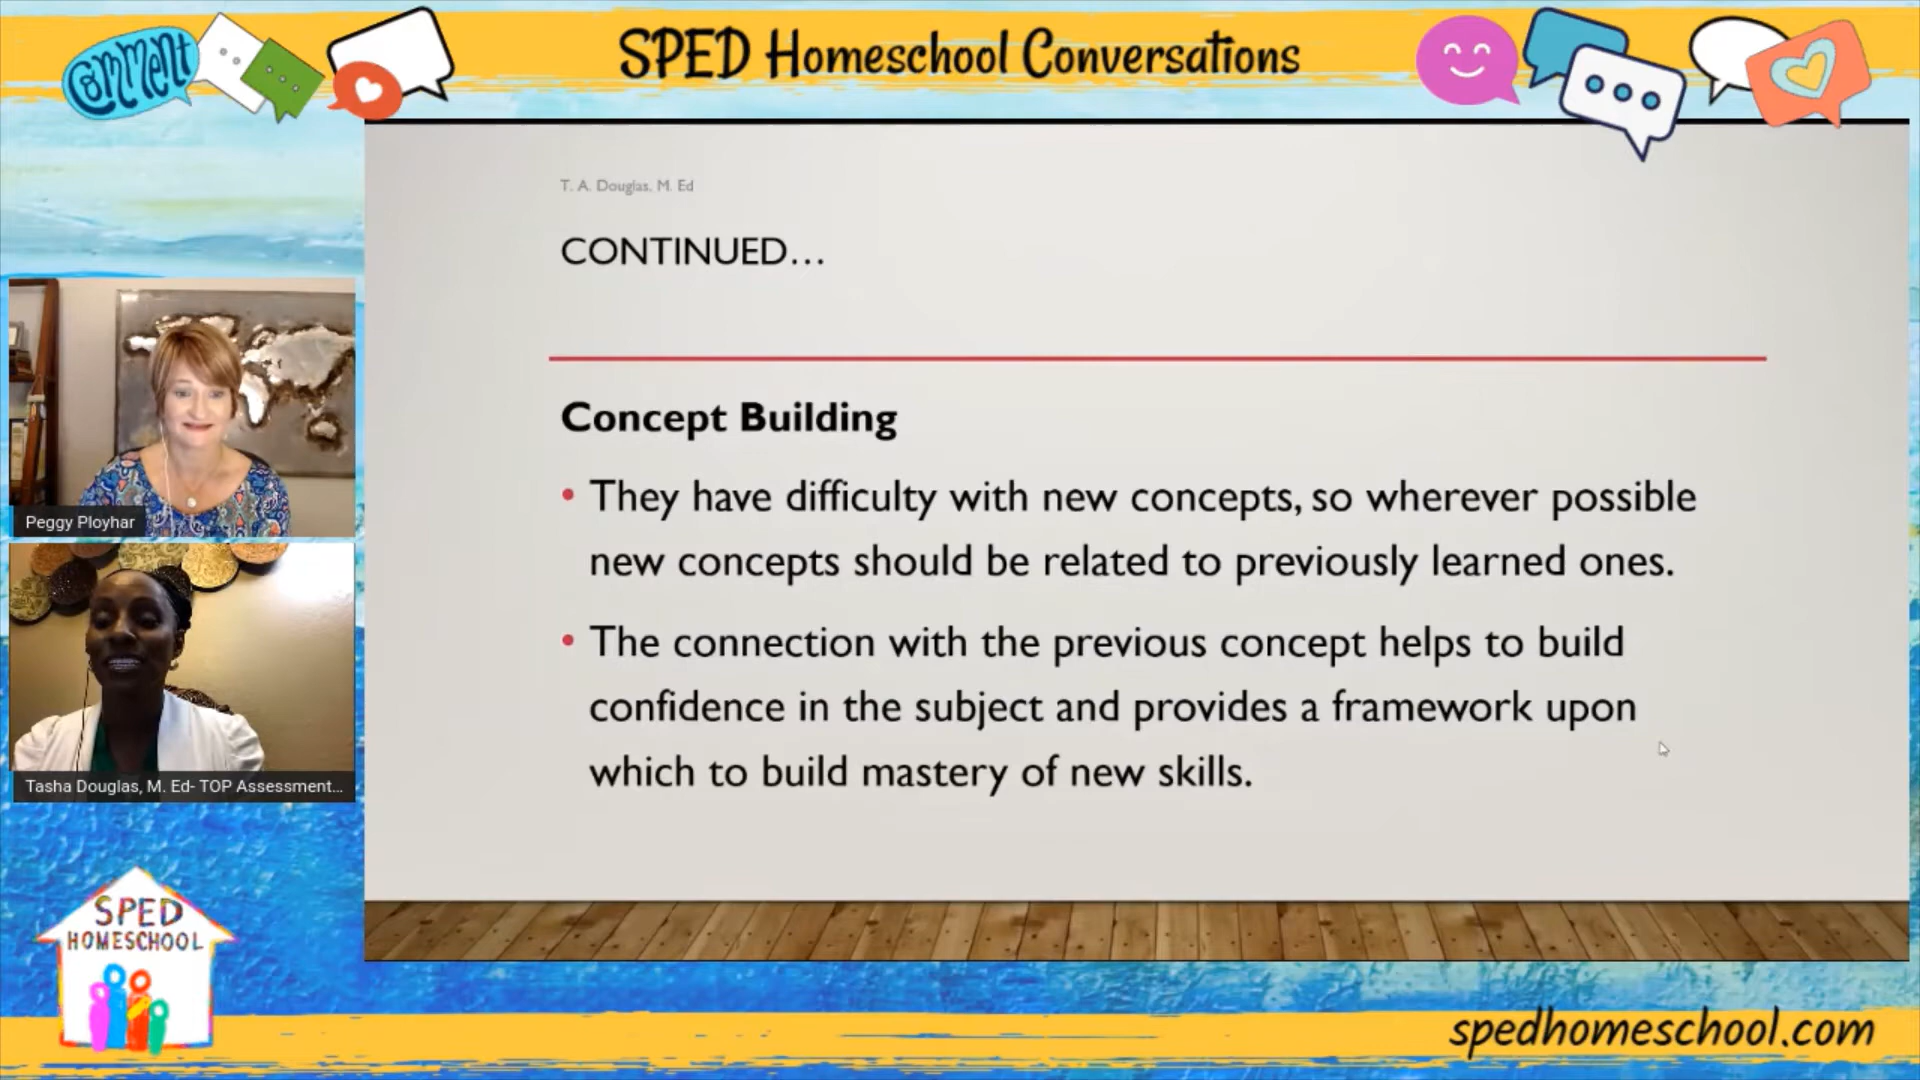 Comment
SPED Homeschool Conversations
T. A. Douglas, M. Ed
CONTINUED...
Concept Building
• They have difficulty with new concepts, so wherever possible
new concepts should be related to previously learned ones.
• The connection with the previous concept helps to build
confidence in the subject and provides a framework upon
which to build mastery of new skills.
Peggy Ployhar
Tasha Douglas, M. Ed- TOP Assessment...
SPED
HOMESCHOOL
spedhomeschool.com